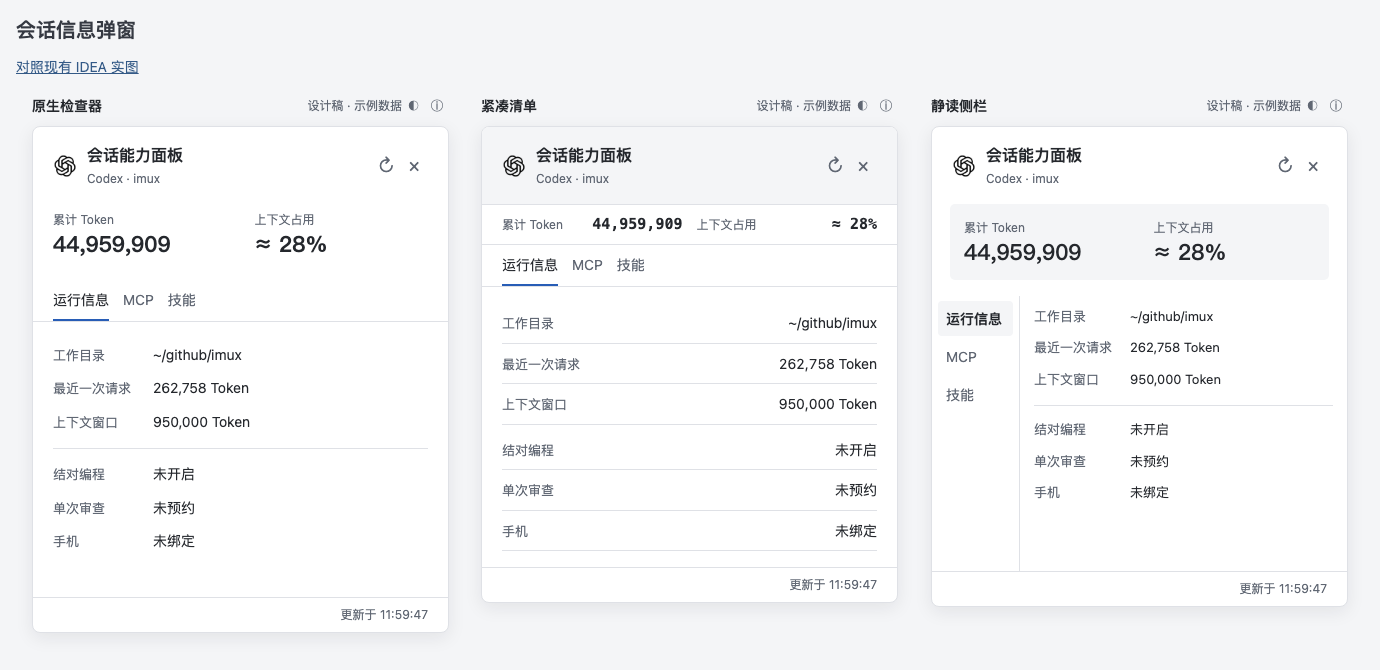 会话信息弹窗
对照现有 IDEA 实图
原生检查器 设计稿 · 示例数据
会话能力面板
Codex · imux
累计 Token 上下文占用
44,959,909 ≈ 28%
运行信息 MCP 技能
工作目录 ~/github/imux
最近一次请求 262,758 Token
上下文窗口 950,000 Token
结对编程 未开启
单次审查 未预约
手机 未绑定
更新于 11:59:47
紧凑清单 设计稿 · 示例数据
会话能力面板
Codex · imux
累计 Token 44,959,909 上下文占用 ≈ 28%
运行信息 MCP 技能
工作目录 ~/github/imux
最近一次请求 262,758 Token
上下文窗口 950,000 Token
结对编程 未开启
单次审查 未预约
手机 未绑定
更新于 11:59:47
静读侧栏 设计稿 · 示例数据
会话能力面板
Codex · imux
累计 Token 上下文占用
44,959,909 ≈ 28%
运行信息
MCP
技能
工作目录 ~/github/imux
最近一次请求 262,758 Token
上下文窗口 950,000 Token
结对编程 未开启
单次审查 未预约
手机 未绑定
更新于 11:59:47